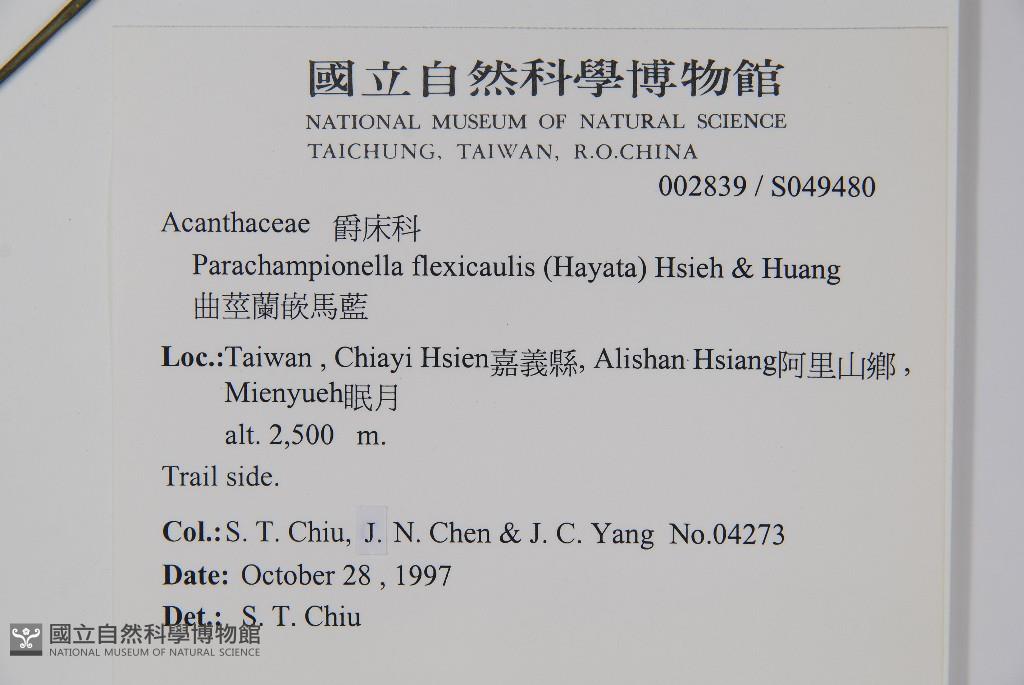 國立自然科學博物館
NATIONAL MUSEUM OF NATURAL SCIENCE
TAICHUNG, TAIWAN, R.O.CHINA
002839 / S049480
Acanthaceae 爵床科
Parachampionella flexicaulis (Hayata) Hsieh & Huang
曲莖蘭嵌馬藍
Loc.:Taiwan , Chiayi Hsien嘉義縣, Alishan Hsiang阿里山鄉 ,
Mienyueh眠月
alt. 2,500 m.
Trail side.
Col.: S. T. Chiu, J. N. Chen & J. C. Yang No.04273
Date: October 28 , 1997
Det.: S. T. Chiu
國立自然科學博物館
NATIONAL MUSEUM OF NATURAL SCIENCE